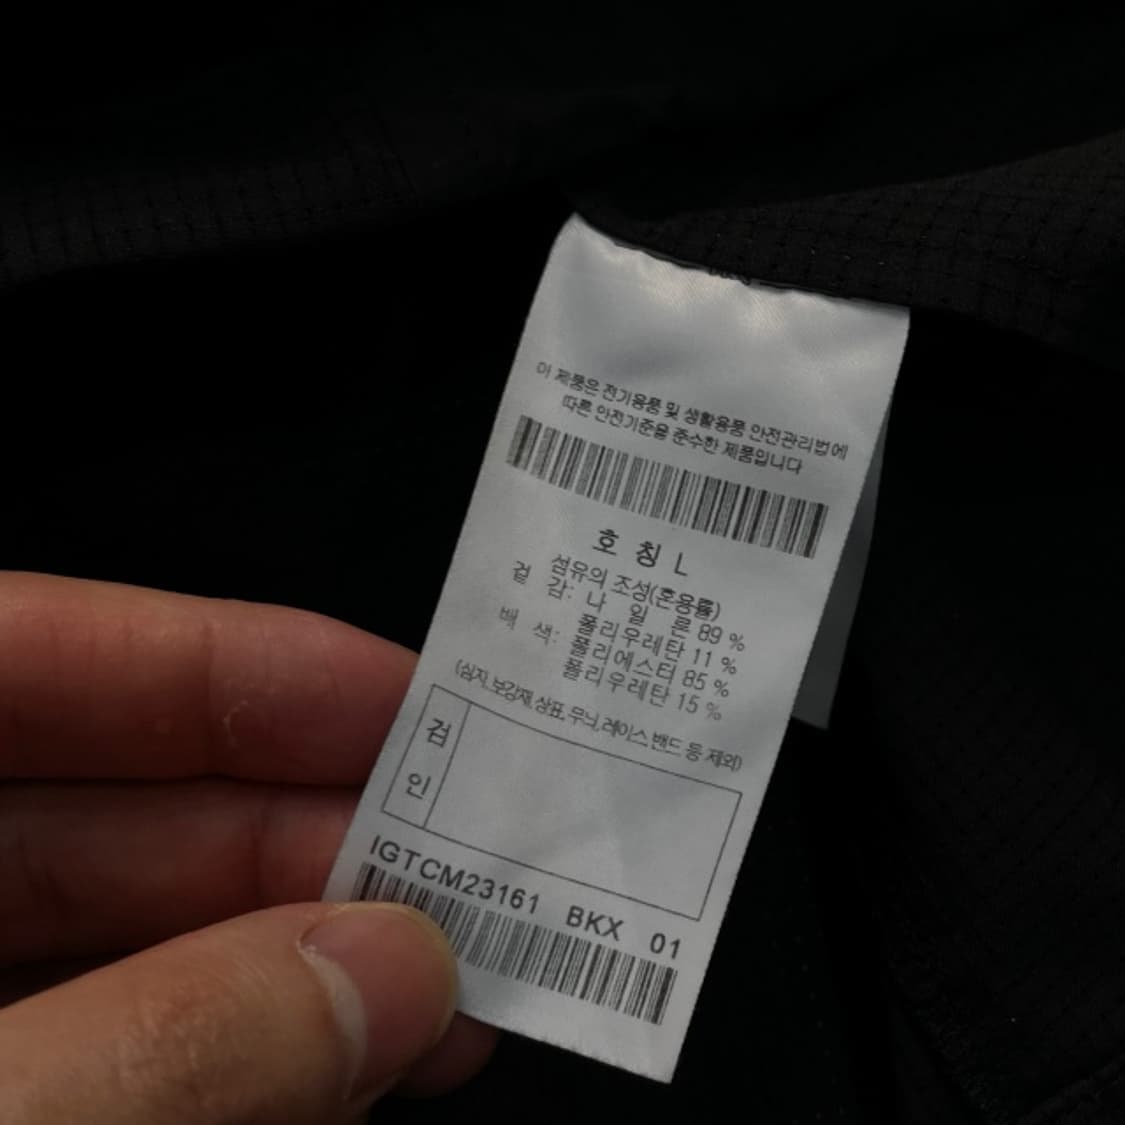 이 제품은 전기용품 및 생활용품 안전관리법에
따른 안전기준을 준수한 제품입니다
호 칭 L
섬유의 조성(혼용률)
겉 감: 나 일 론 89 %
폴리우레탄 11 %
배 색: 폴리에스터 85 %
폴리우레탄 15 %
(심지,보강재,상표,무늬,레이스 밴드 등 제외)
검
인
IGTCM23161 BKX 01